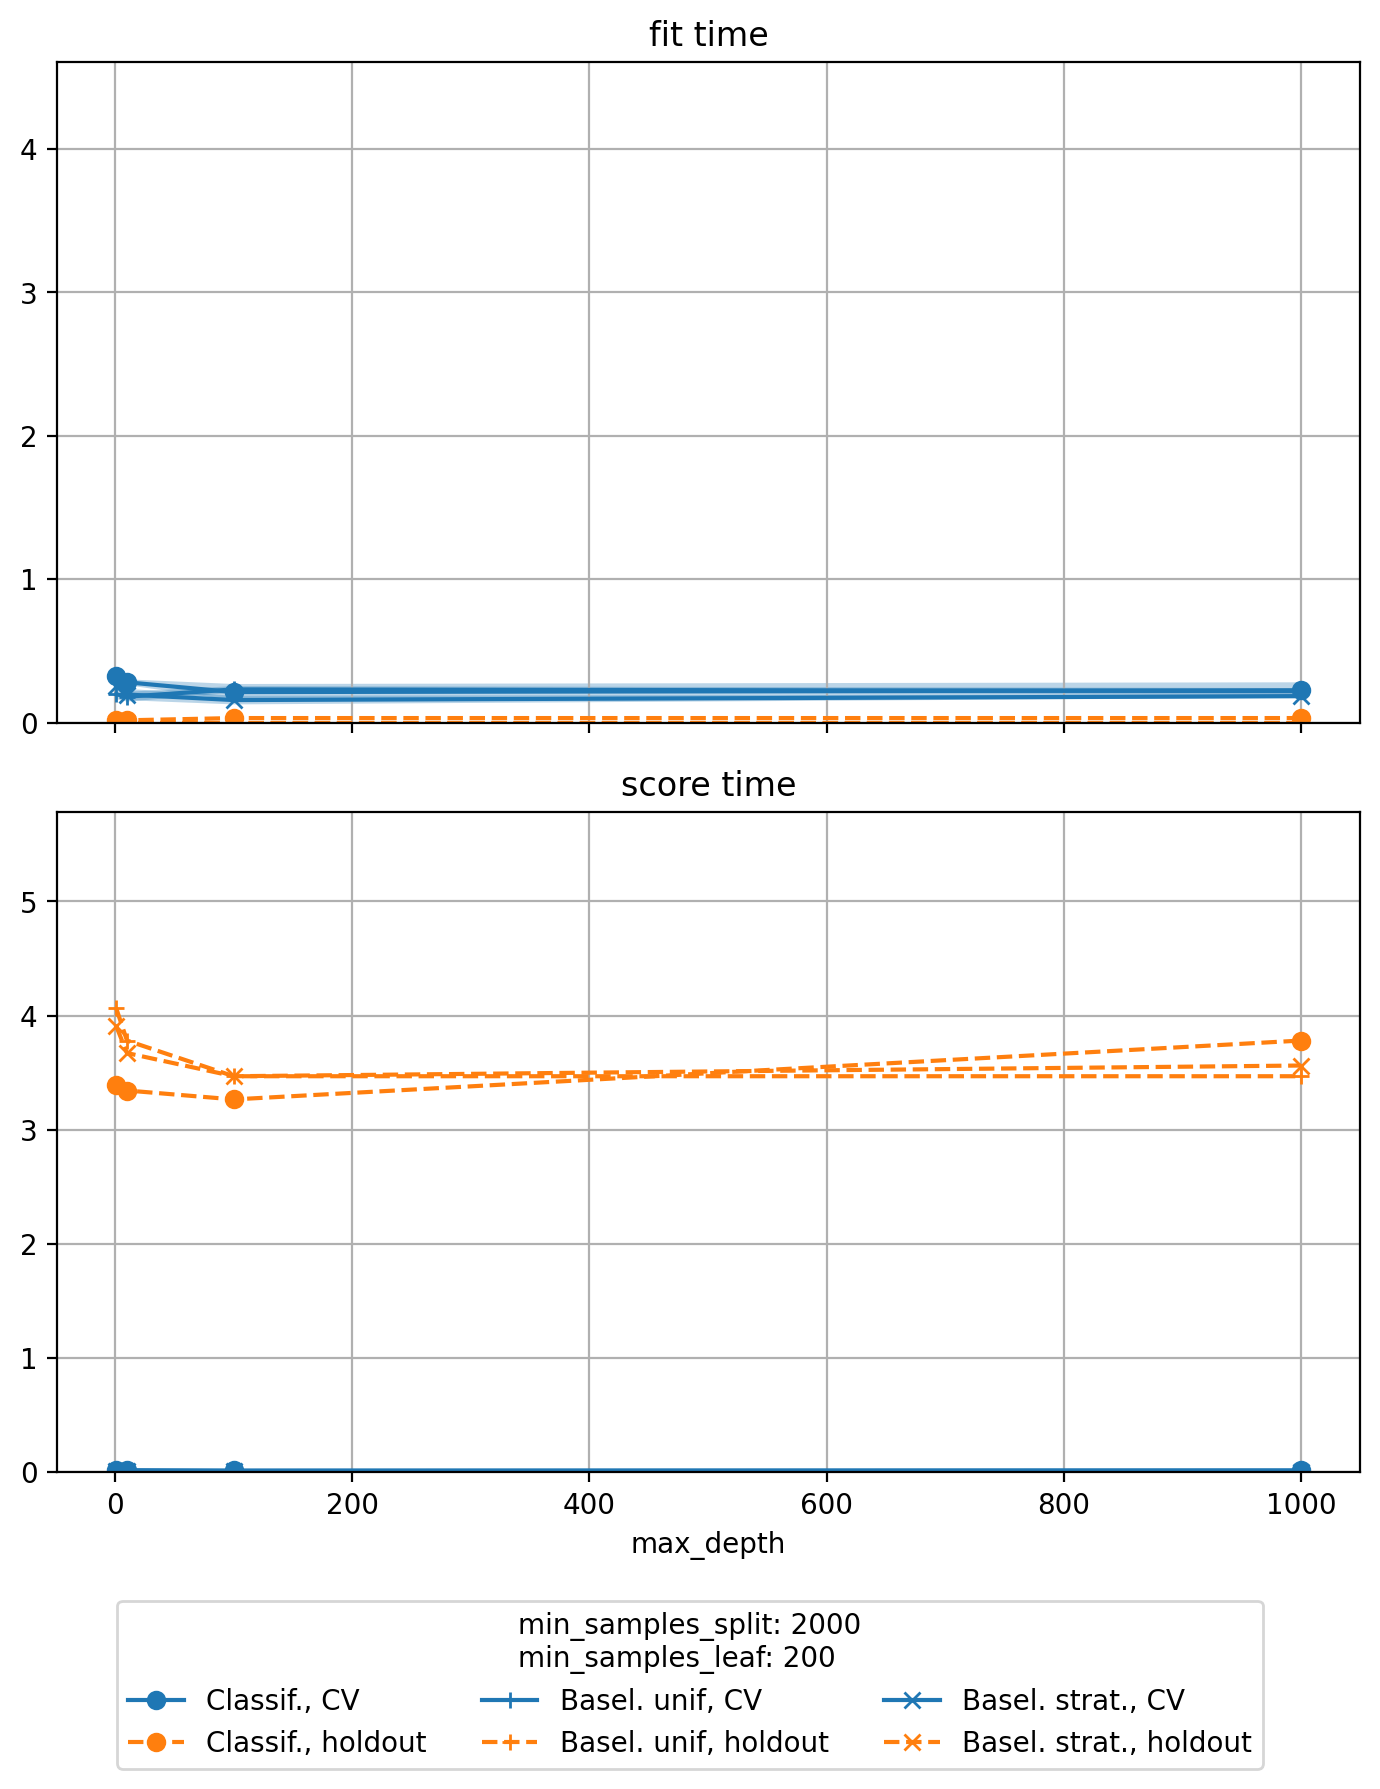 fit time
4
3
2
1
0
score time
5
4
3
2
1
0
0 200 400 600 800 1000
max_depth
min_samples_split: 2000
min_samples_leaf: 200
Classif., CV Basel. unif, CV Basel. strat., CV
Classif., holdout Basel. unif, holdout Basel. strat., holdout